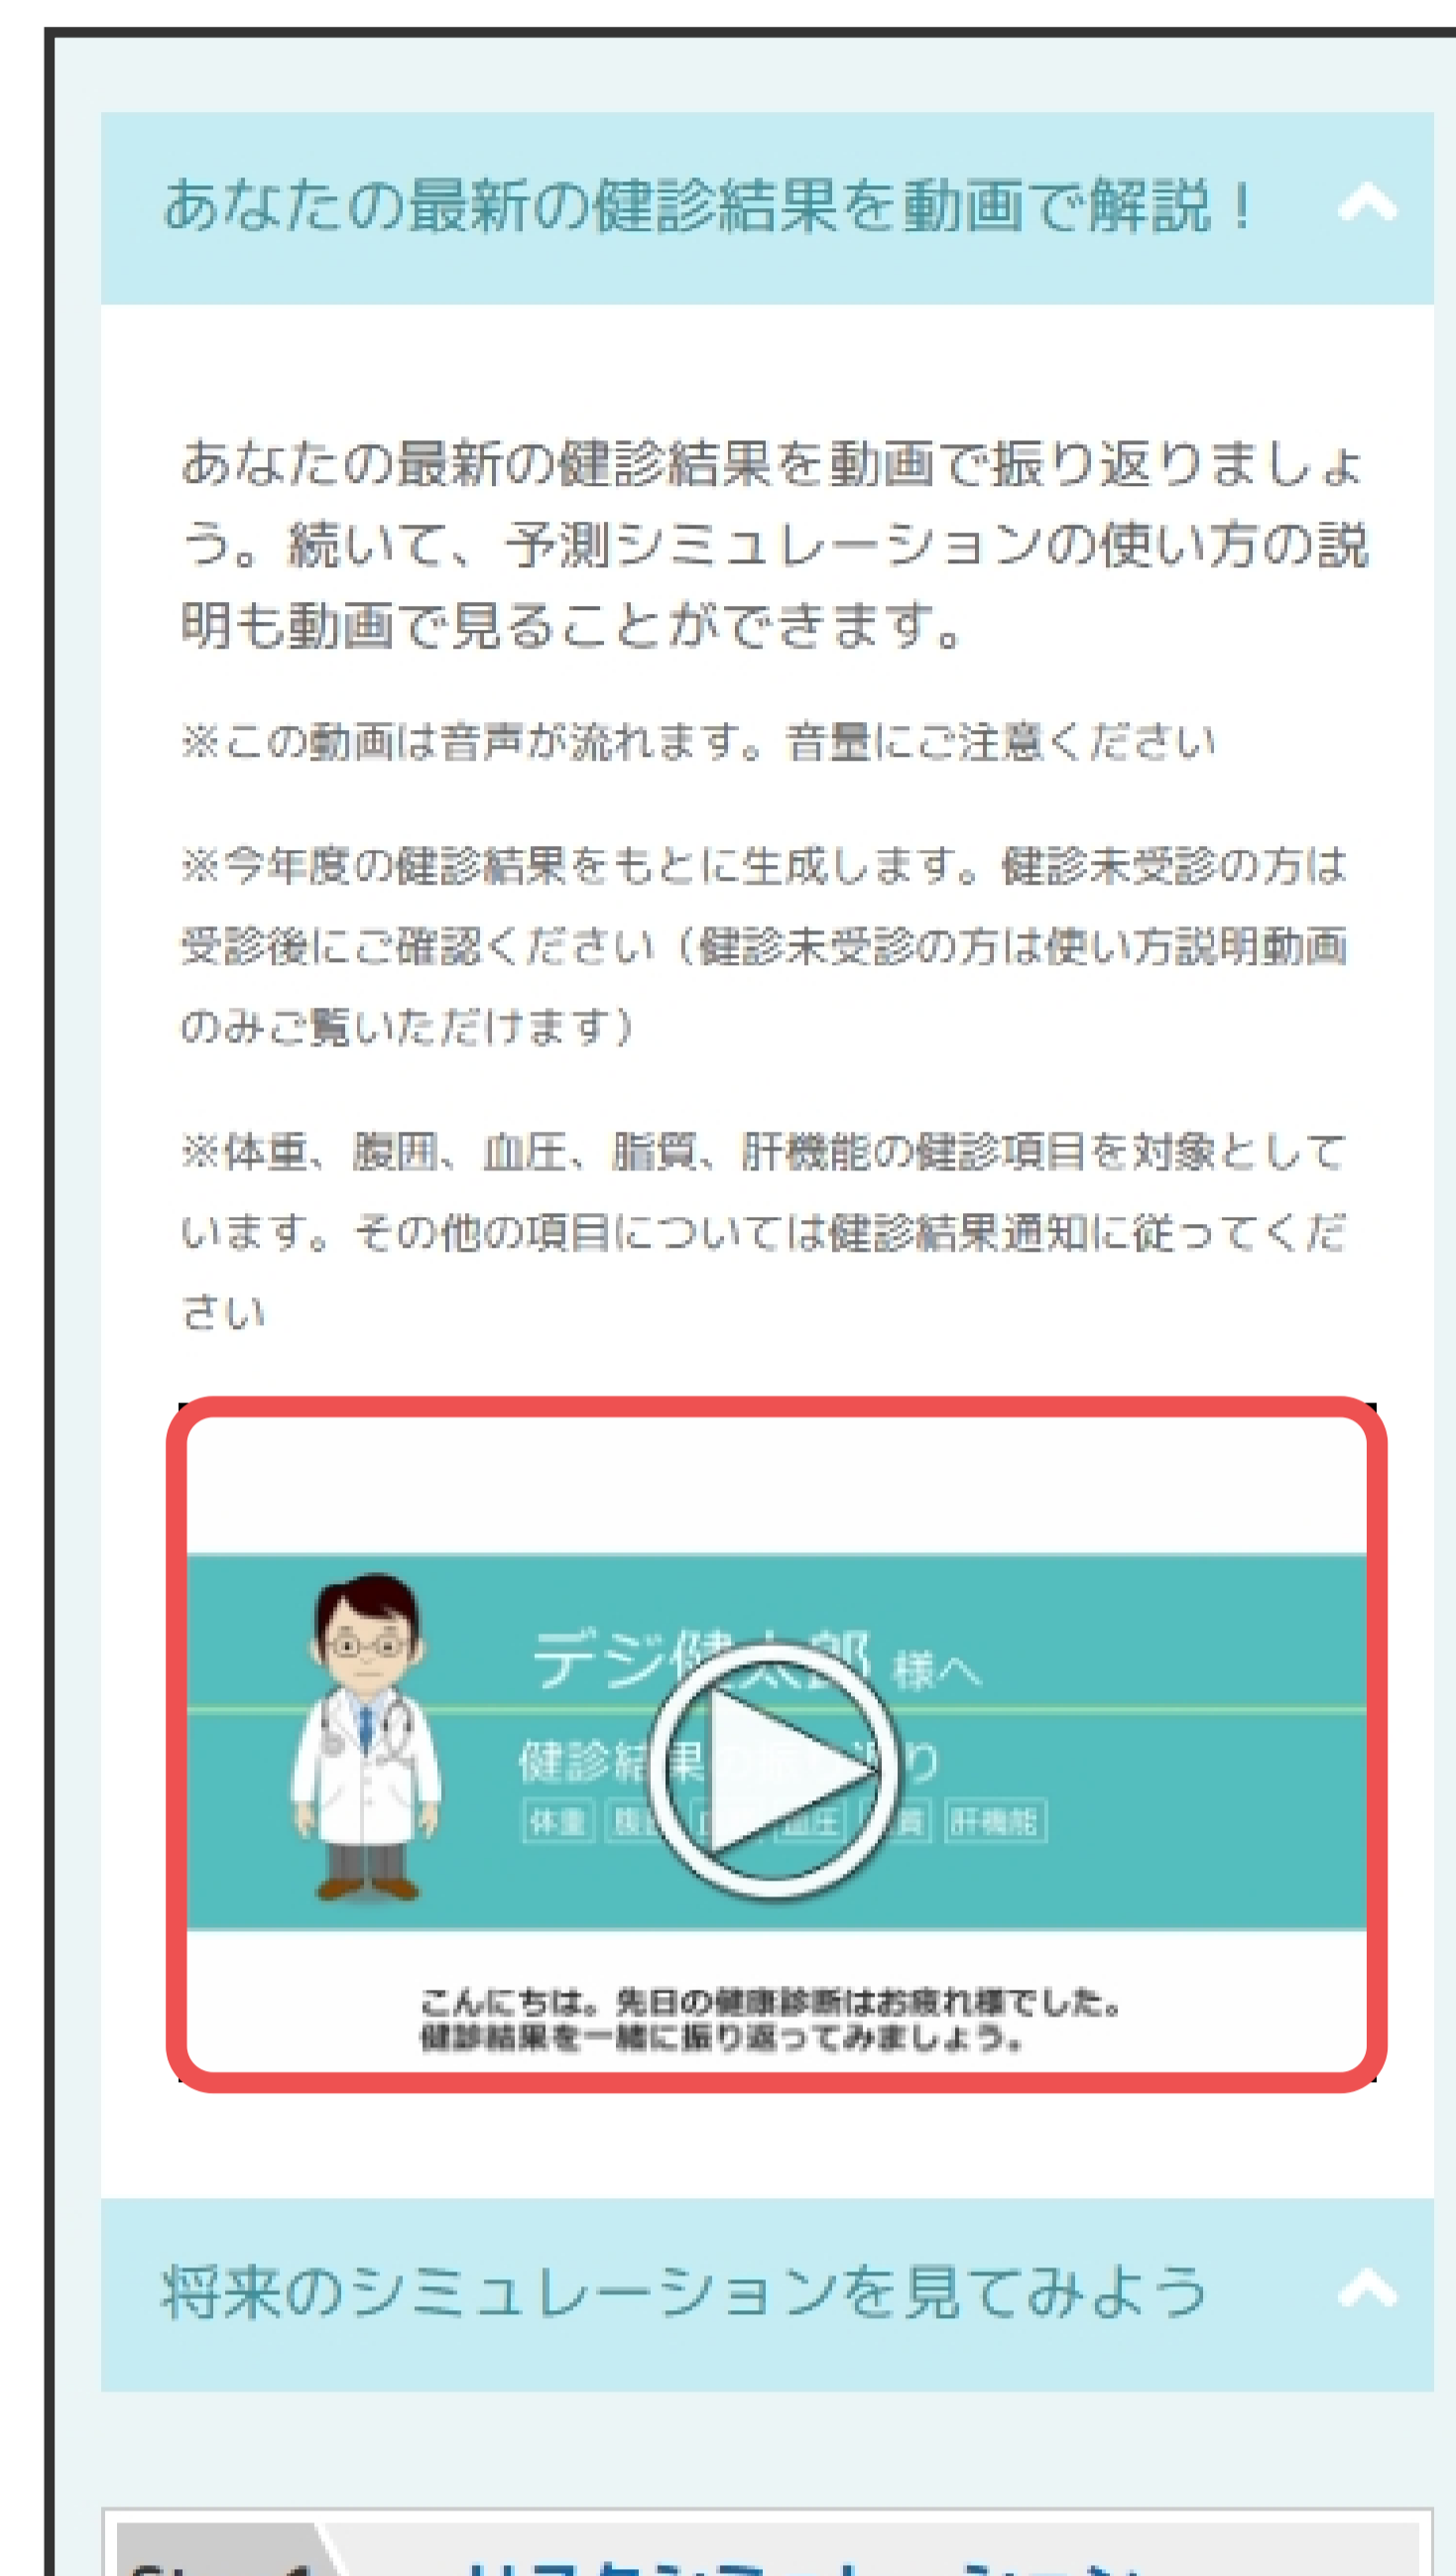 あなたの最新の健診結果を動画で解説！
あなたの最新の健診結果を動画で振り返りましょ
う。続いて、予測シミュレーションの使い方の説
明も動画で見ることができます。
※この動画は音声が流れます。音量にご注意ください
※今年度の健診結果をもとに生成します。健診未受診の方は
受診後にご確認ください（健診未受診の方は使い方説明動画
のみご覧いただけます）
※体重、腹囲、血圧、脂質、肝機能の健診項目を対象として
います。その他の項目については健診結果通知に従ってくだ
さい
デジ健太郎 様へ
健診結果の振り返り
体重 血圧 肝機能
こんにちは。先日の健康診断はお疲れ様でした。
健診結果を一緒に振り返ってみましょう。
将来のシミュレーションを見てみよう